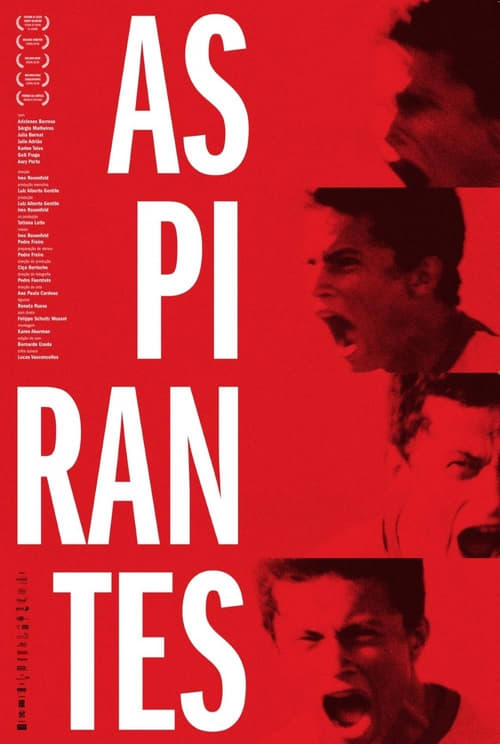 AS
PI
RAN
TES
com
Ariclenes Barroso
Sérgio Malheiros
Julia Bernat
Julio Adrião
Karine Teles
Guti Fraga
Aury Porto
direção
Ives Rosenfeld
produção executiva
Luiz Alberto Gentile
produção
Luiz Alberto Gentile
Ives Rosenfeld
co-produção
Tatiana Leite
roteiro
Ives Rosenfeld
Pedro Freire
preparação de elenco
Pedro Freire
direção de produção
Ciça Bertoche
direção de fotografia
Pedro Faerstein
direção de arte
Ana Paula Cardoso
figurino
Renata Russo
som direto
Felippe Schultz Mussel
montagem
Karen Akerman
edição de som
Bernardo Uzeda
trilha sonora
Lucas Vasconcellos